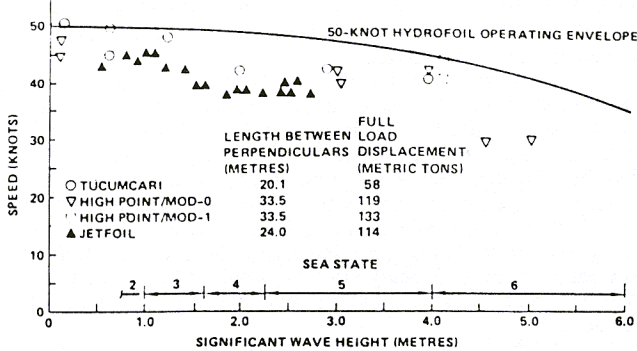 50-KNOT HYDROFOIL OPERATING ENVELOPE
SPEED (KNOTS)
50
40
30
20
10
0
LENGTH BETWEEN PERPENDICULARS (METRES)
FULL LOAD DISPLACEMENT (METRIC TONS)
TUCUMCARI 20.1 58
HIGH POINT/MOD-0 33.5 119
HIGH POINT/MOD-1 33.5 133
JETFOIL 24.0 114
SEA STATE
2 3 4 5 6
0 1.0 2.0 3.0 4.0 5.0 6.0
SIGNIFICANT WAVE HEIGHT (METRES)